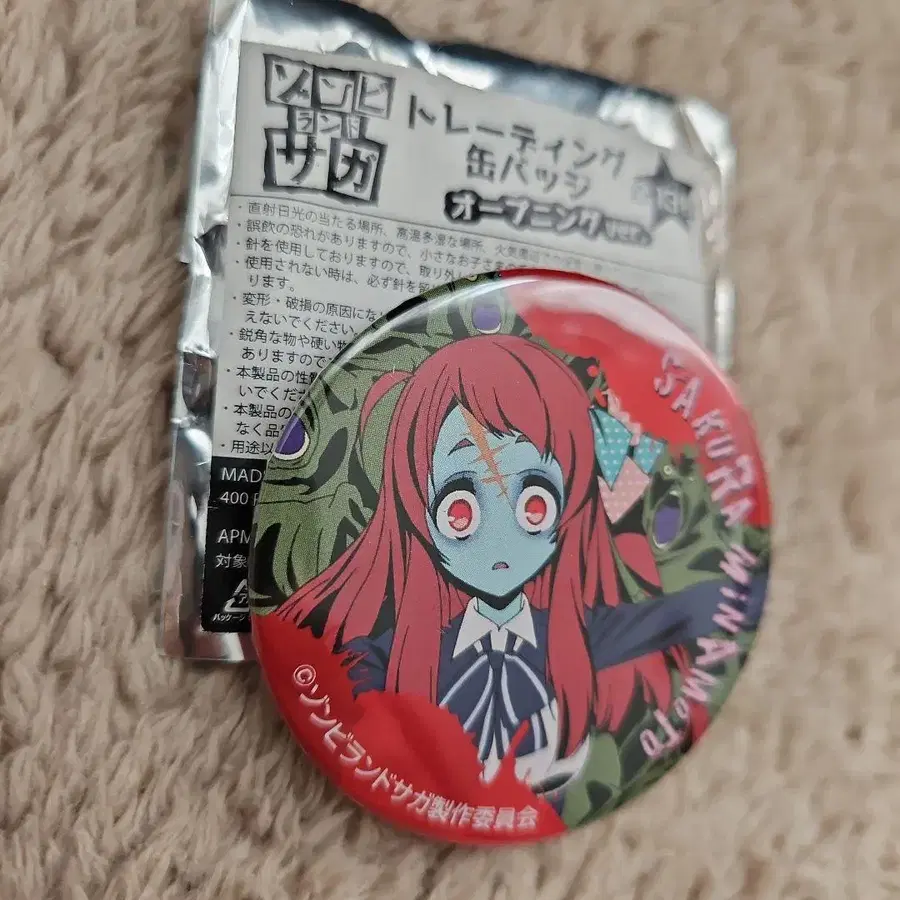 ゾンビ
ランド
サガ
トレーディング
缶バッジ
オープニングver.
・直射日光の当たる場所、高温多湿な場所、火気
・誤飲の恐れがありますので、小さなお子さま
・針を使用しておりますので、取り外し
・使用されない時は、必ず針を
ります。
・変形・破損の原因にな
えないでください。
・鋭角な物や硬い物
ありますので
・本製品の性
いでくだ
・本製品の
なく品
・用途以
MAD
400
APM
対象
SAKURA MINAMOTO
©ゾンビランドサガ製作委員会